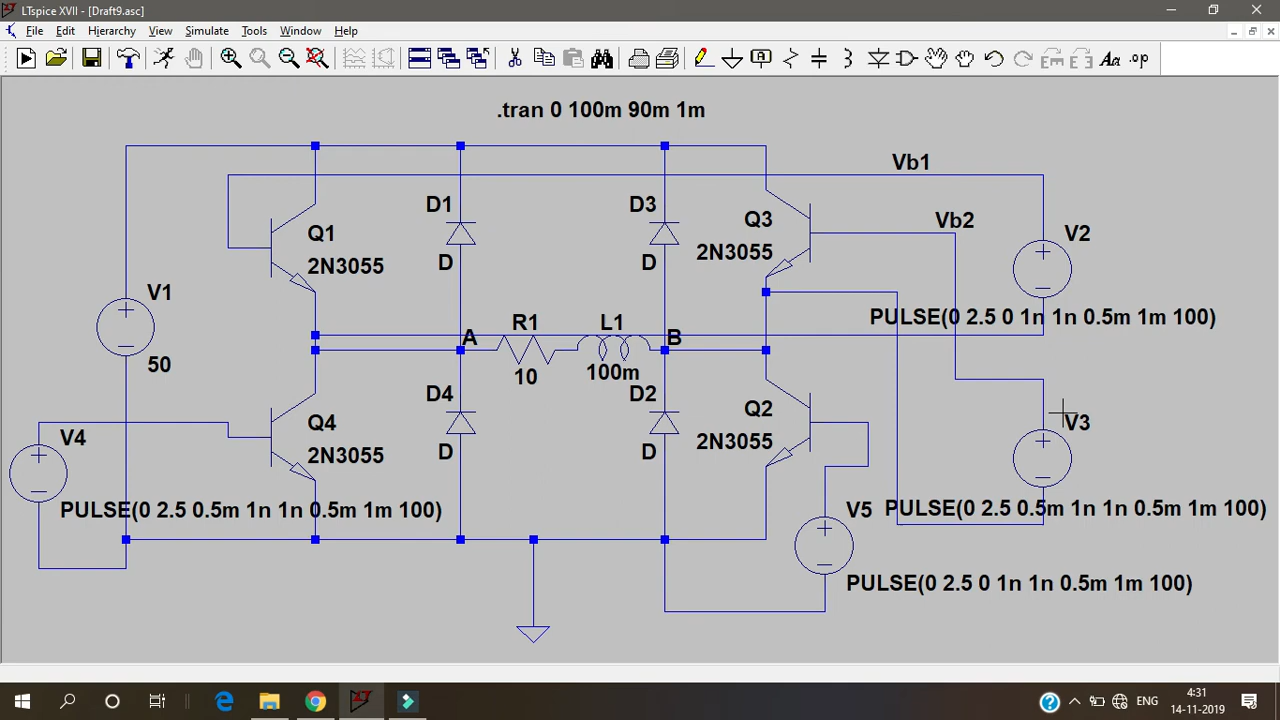 LTspice XVII - [Draft9.asc]
File Edit Hierarchy View Simulate Tools Window Help
.tran 0 100m 90m 1m
Vb1
D1
D3
Q3
Vb2
Q1
V2
2N3055
2N3055
D
D
V1
PULSE(0 2.5 0 1n 1n 0.5m 1m 100)
R1
L1
A
B
50
10
100m
D4
D2
Q2
V4
Q4
V3
2N3055
2N3055
D
D
PULSE(0 2.5 0.5m 1n 1n 0.5m 1m 100)
V5
PULSE(0 2.5 0.5m 1n 1n 0.5m 1m 100)
PULSE(0 2.5 0 1n 1n 0.5m 1m 100)
ENG
4:31
14-11-2019